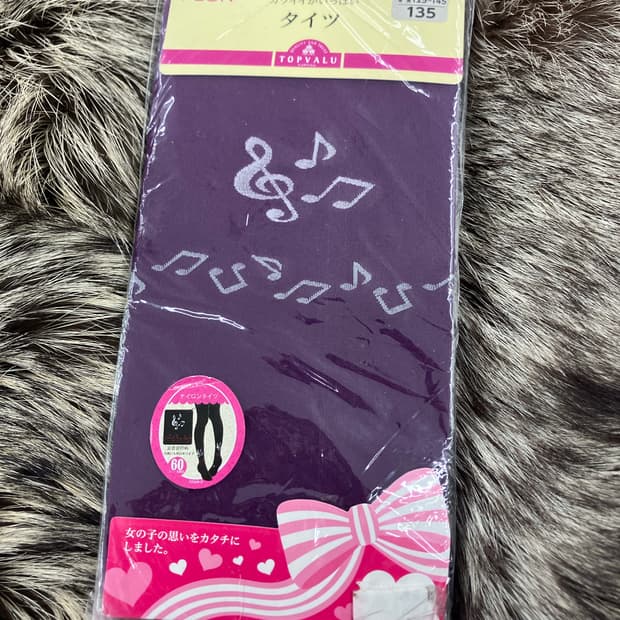 カワイイがいっぱい
タイツ
135
TOPVALU
ナイロンタイツ
60
女の子の思いをカタチに
しました。